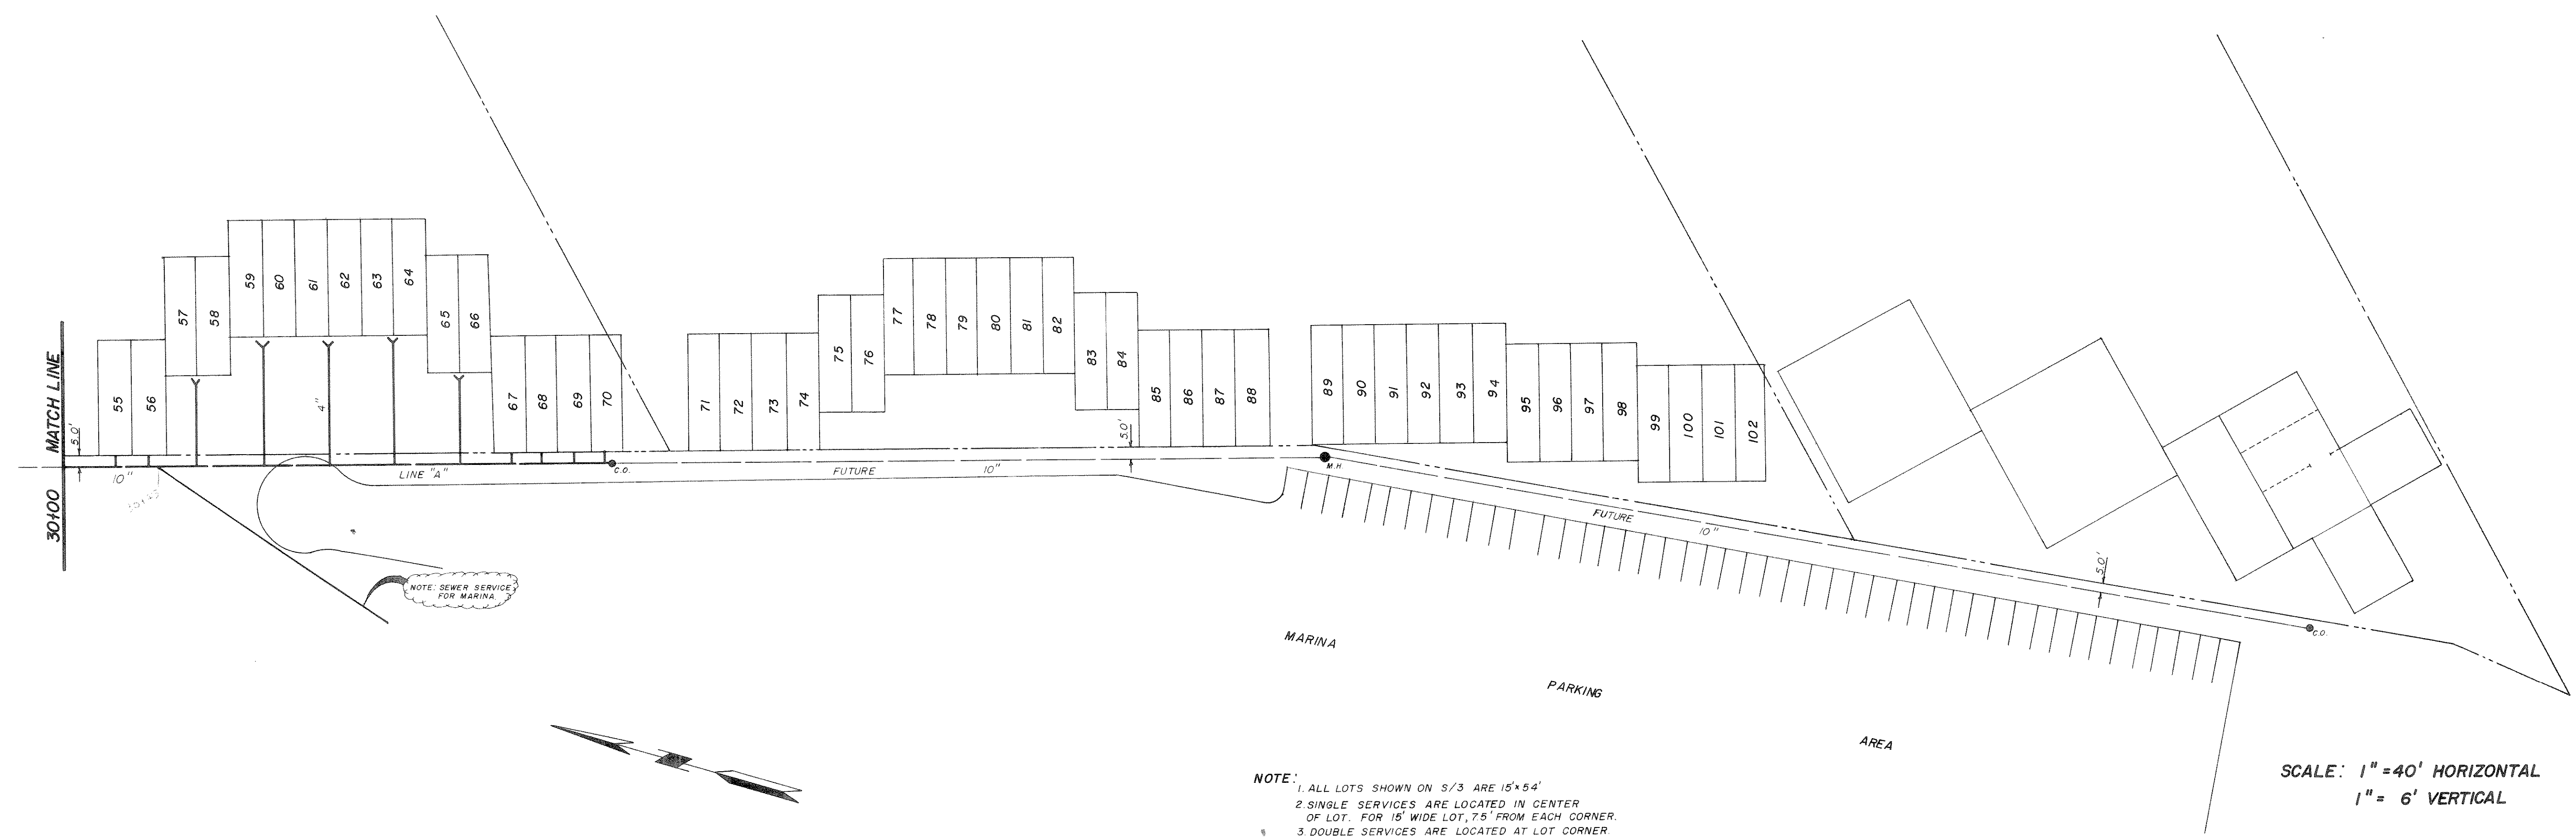 MATCH LINE
30+00
5.0'
10"
55
56
57
58
59
60
61
62
63
64
65
66
67
68
69
70
4"
LINE "A"
C.O.
NOTE: SEWER SERVICE
FOR MARINA.
71
72
73
74
75
76
77
78
79
80
81
82
83
84
85
86
87
88
5.0'
FUTURE 10"
M.H.
89
90
91
92
93
94
95
96
97
98
99
100
101
102
FUTURE
10"
5.0'
C.O.
MARINA
PARKING
AREA
NOTE:
1. ALL LOTS SHOWN ON S/3 ARE 15'x54'
2. SINGLE SERVICES ARE LOCATED IN CENTER
OF LOT. FOR 15' WIDE LOT, 7.5' FROM EACH CORNER.
3. DOUBLE SERVICES ARE LOCATED AT LOT CORNER.
SCALE: 1"=40' HORIZONTAL
1"= 6' VERTICAL